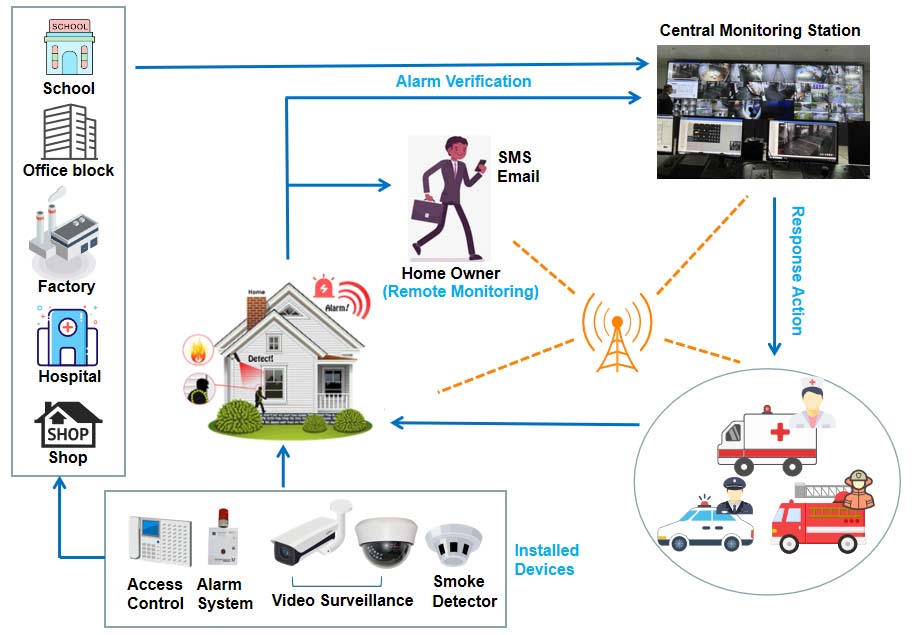 SCHOOL
School
Office block
Factory
Hospital
SHOP
Shop
Central Monitoring Station
Alarm Verification
SMS
Email
Home Owner
(Remote Monitoring)
Response Action
Home
Alarm!
Detect!
Installed
Devices
Access
Control
Alarm
System
Video Surveillance
Smoke
Detector